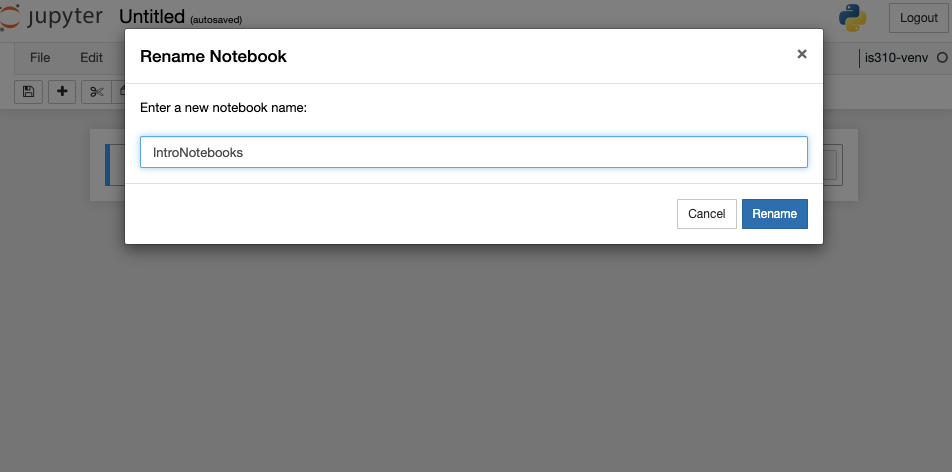 jupyter Untitled (autosaved)
Logout
File Edit
is310-venv
Rename Notebook
×
Enter a new notebook name:
IntroNotebooks
Cancel Rename